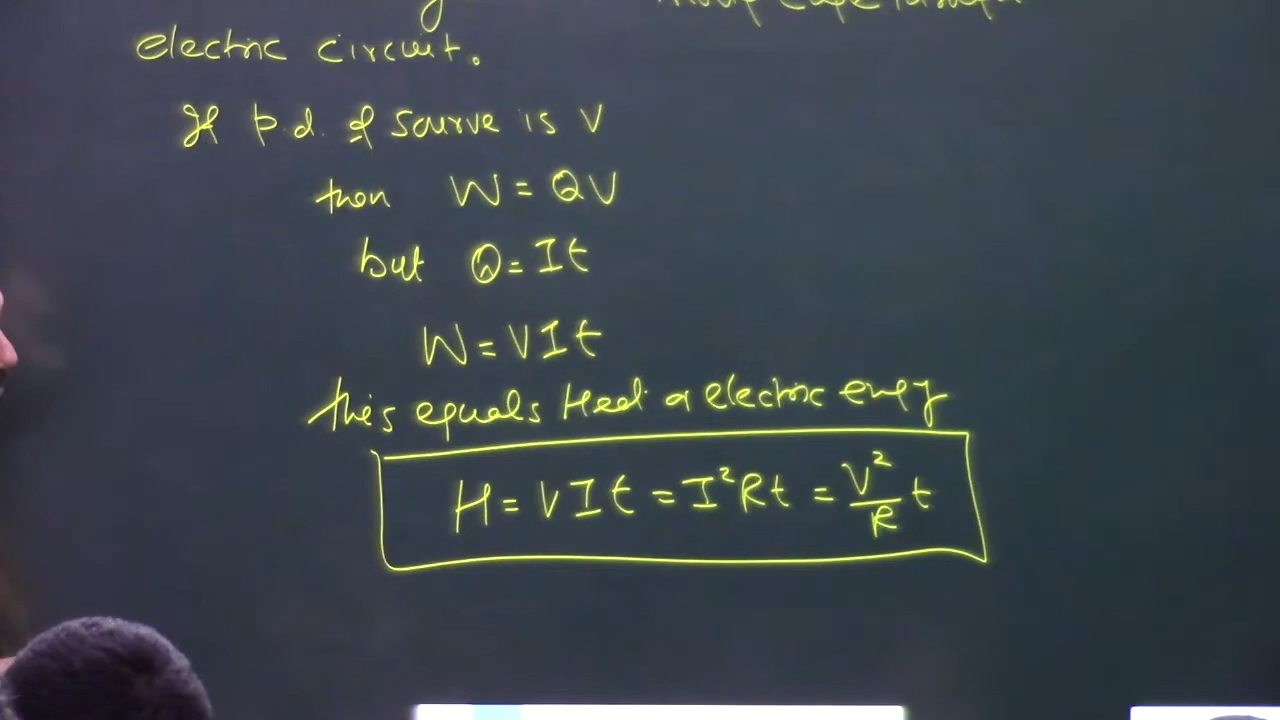 electric circuit.
If p.d. of sourve is V
then W = QV
but Q = It
W = VIt
this equals Heat or electric energy
H = VIt = I²Rt = V²/R t